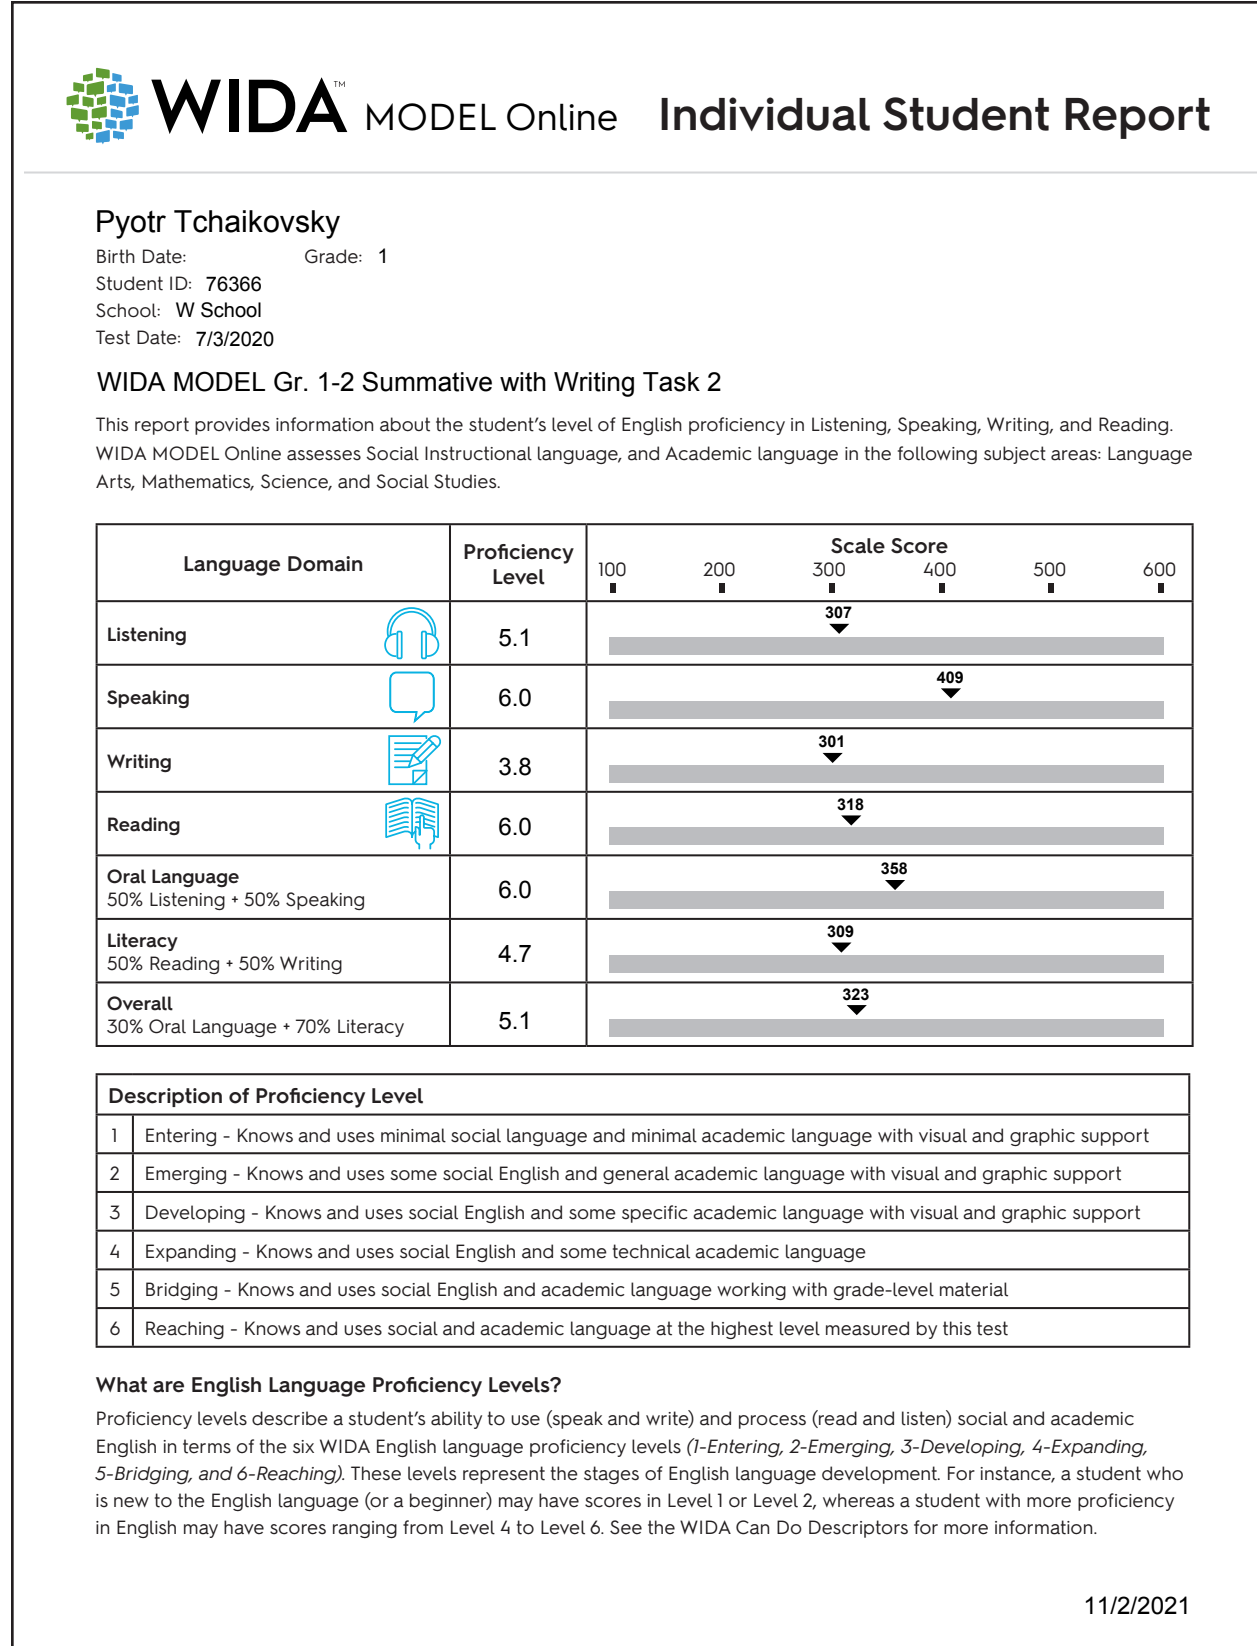 WIDA™ MODEL Online Individual Student Report
Pyotr Tchaikovsky
Birth Date: Grade: 1
Student ID: 76366
School: W School
Test Date: 7/3/2020
WIDA MODEL Gr. 1-2 Summative with Writing Task 2
This report provides information about the student’s level of English proficiency in Listening, Speaking, Writing, and Reading.
WIDA MODEL Online assesses Social Instructional language, and Academic language in the following subject areas: Language
Arts, Mathematics, Science, and Social Studies.
Language Domain
Proficiency
Level
Scale Score
100 200 300 400 500 600
Listening 5.1 307
Speaking 6.0 409
Writing 3.8 301
Reading 6.0 318
Oral Language
50% Listening + 50% Speaking
6.0 358
Literacy
50% Reading + 50% Writing
4.7 309
Overall
30% Oral Language + 70% Literacy
5.1 323
Description of Proficiency Level
1 Entering - Knows and uses minimal social language and minimal academic language with visual and graphic support
2 Emerging - Knows and uses some social English and general academic language with visual and graphic support
3 Developing - Knows and uses social English and some specific academic language with visual and graphic support
4 Expanding - Knows and uses social English and some technical academic language
5 Bridging - Knows and uses social English and academic language working with grade-level material
6 Reaching - Knows and uses social and academic language at the highest level measured by this test
What are English Language Proficiency Levels?
Proficiency levels describe a student’s ability to use (speak and write) and process (read and listen) social and academic
English in terms of the six WIDA English language proficiency levels (1-Entering, 2-Emerging, 3-Developing, 4-Expanding,
5-Bridging, and 6-Reaching). These levels represent the stages of English language development. For instance, a student who
is new to the English language (or a beginner) may have scores in Level 1 or Level 2, whereas a student with more proficiency
in English may have scores ranging from Level 4 to Level 6. See the WIDA Can Do Descriptors for more information.
11/2/2021